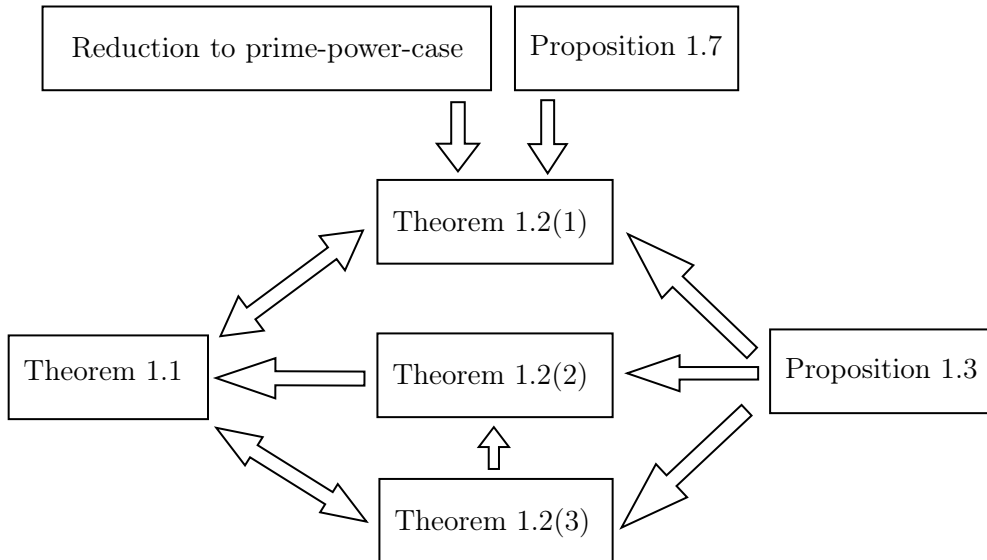 Reduction to prime-power-case
Proposition 1.7
Theorem 1.2(1)
Theorem 1.1
Theorem 1.2(2)
Proposition 1.3
Theorem 1.2(3)